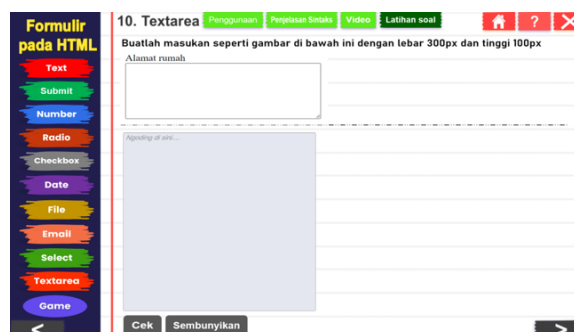 Formulir
pada HTML
Text
Submit
Number
Radio
Checkbox
Date
File
Email
Select
Textarea
Game
<
10. Textarea
Penggunaan
Penjelasan Sintaks
Video
Latihan soal
?
X
Buatlah masukan seperti gambar di bawah ini dengan lebar 300px dan tinggi 100px
Alamat rumah
Ngoding di sini....
Cek
Sembunyikan
>